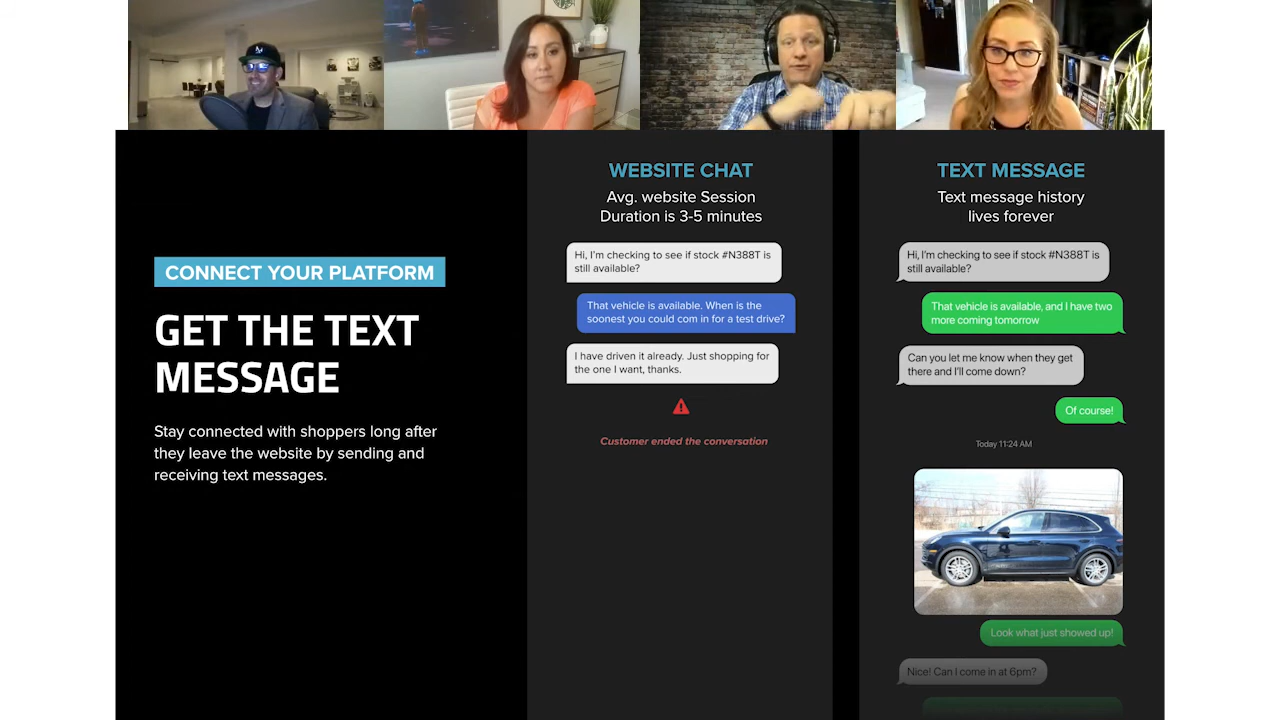 CONNECT YOUR PLATFORM
GET THE TEXT
MESSAGE
Stay connected with shoppers long after
they leave the website by sending and
receiving text messages.
WEBSITE CHAT
Avg. website Session
Duration is 3-5 minutes
Hi, I'm checking to see if stock #N388T is
still available?
That vehicle is available. When is the
soonest you could com in for a test drive?
I have driven it already. Just shopping for
the one I want, thanks.
Customer ended the conversation
TEXT MESSAGE
Text message history
lives forever
Hi, I'm checking to see if stock #N388T is
still available?
That vehicle is available, and I have two
more coming tomorrow
Can you let me know when they get
there and I'll come down?
Of course!
Today 11:24 AM
Look what just showed up!
Nice! Can I come in at 6pm?